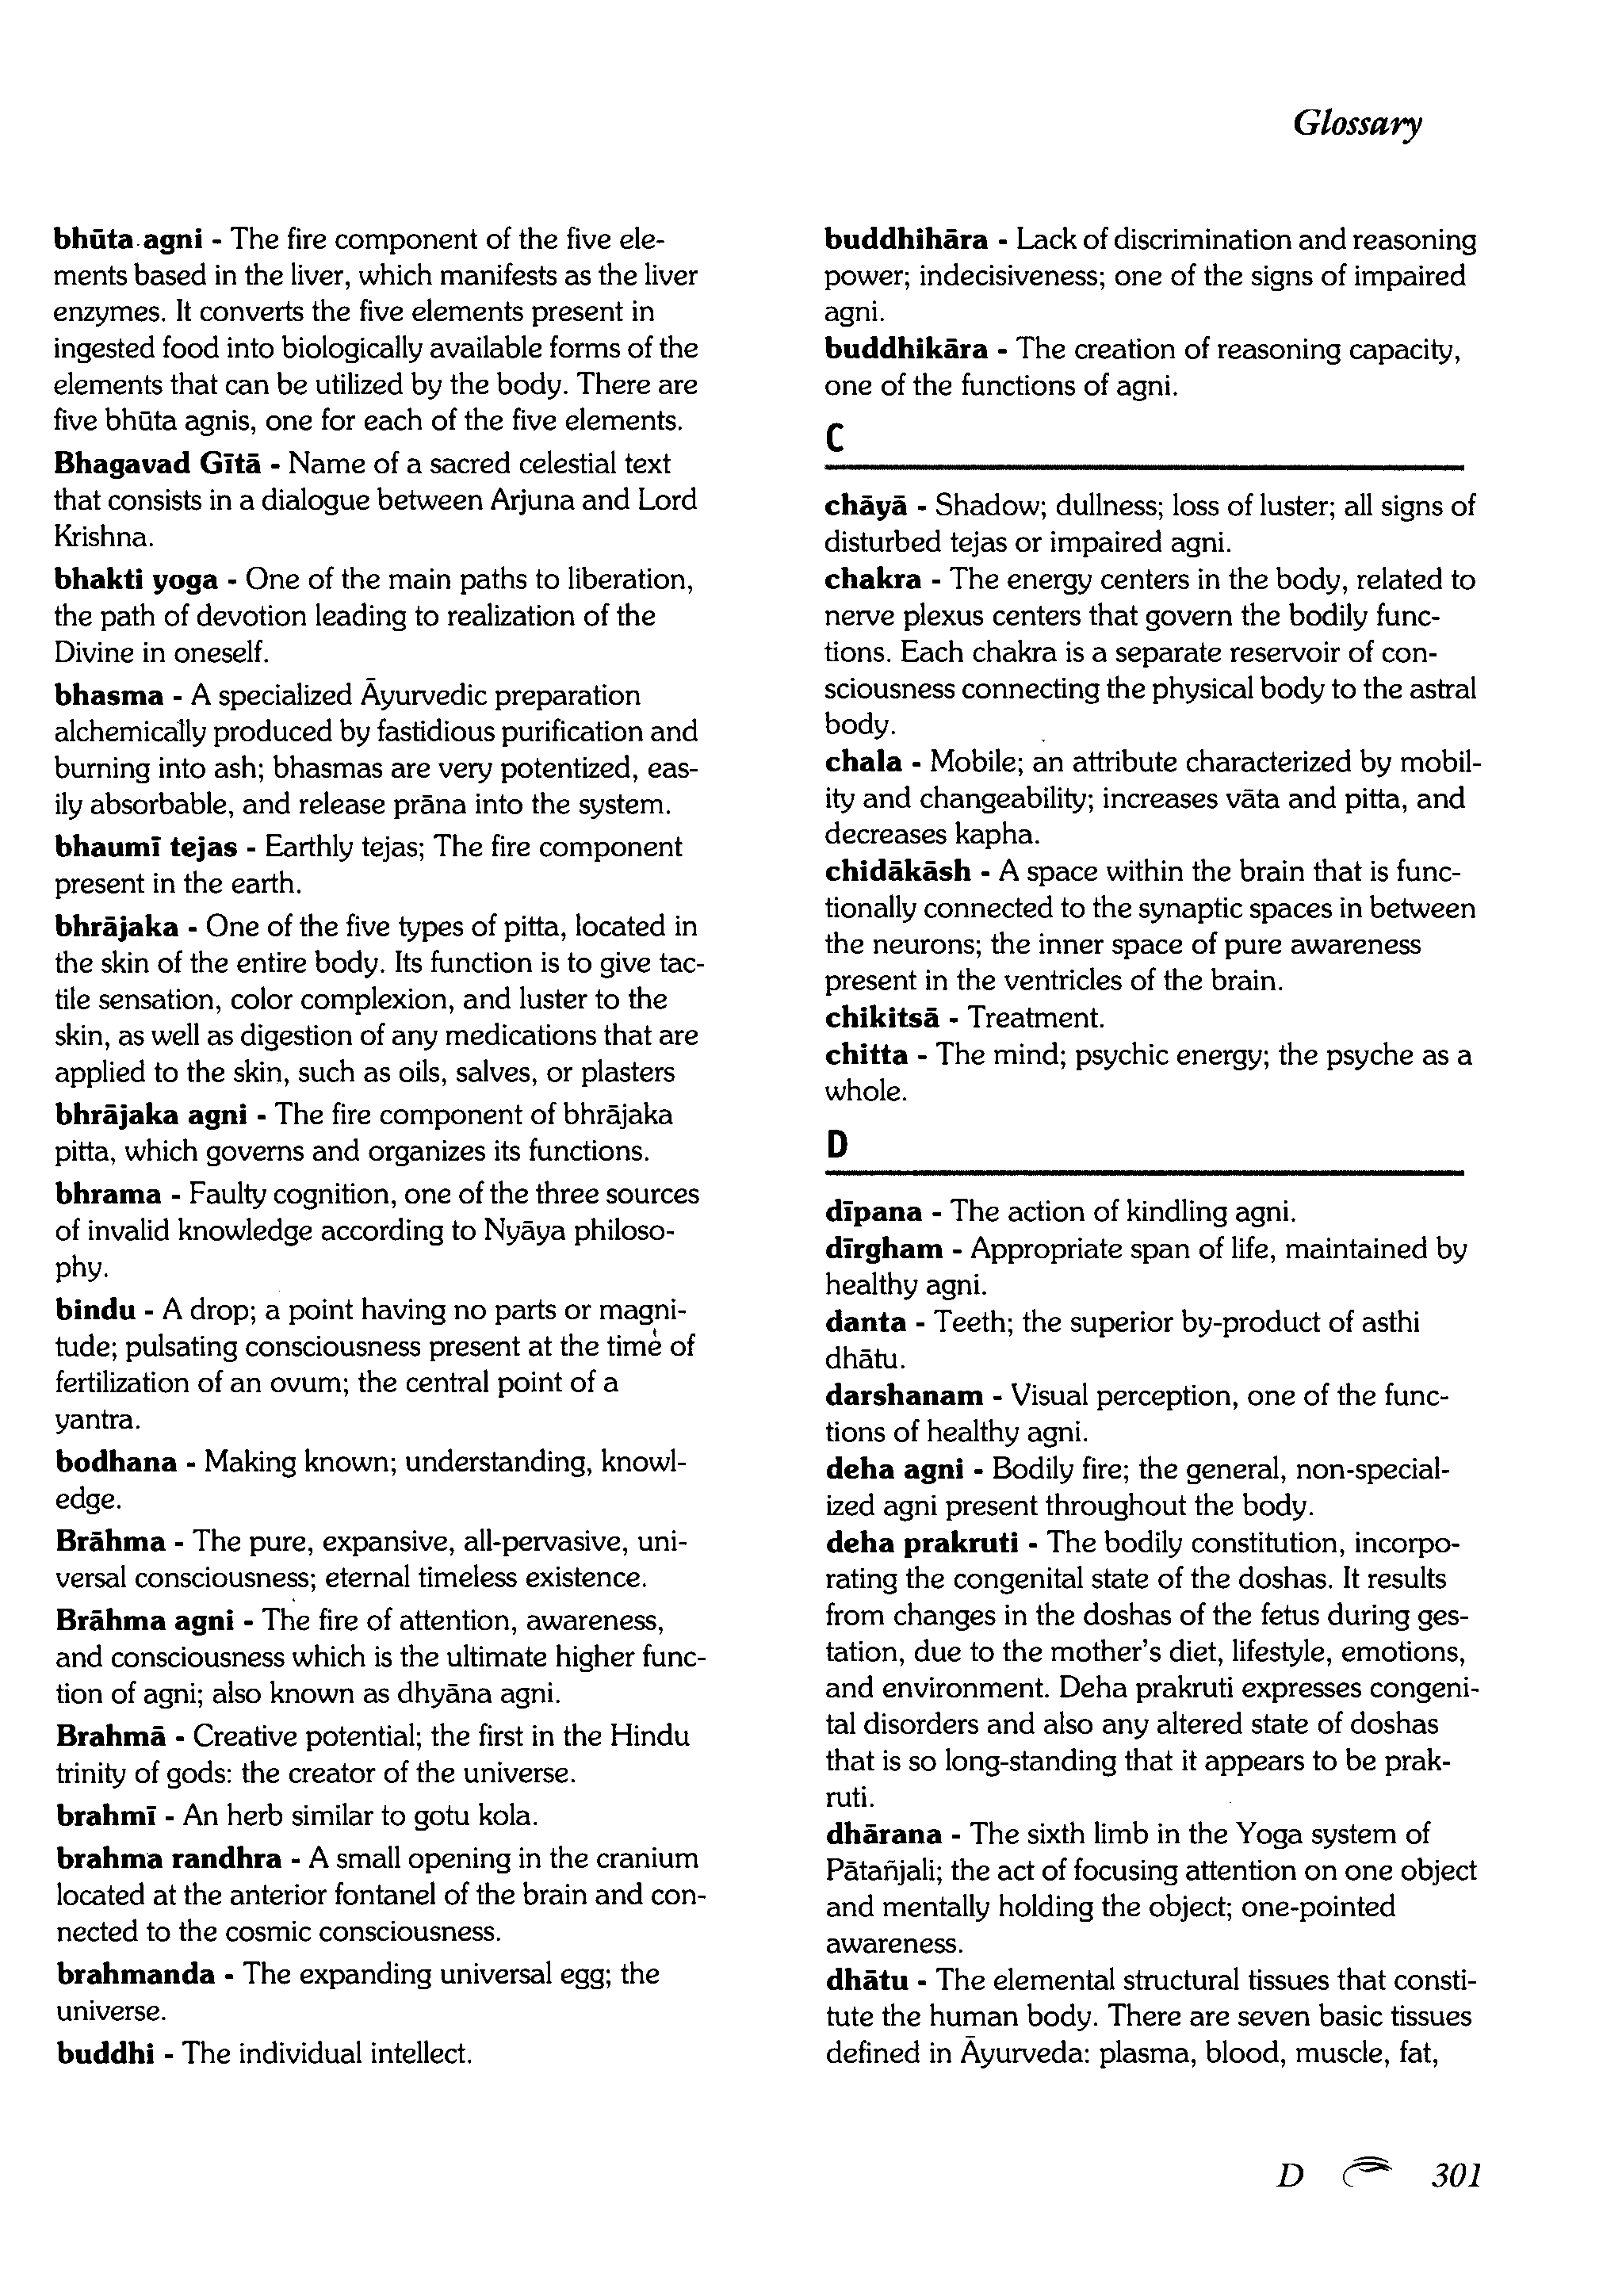 Glossary
bhūta agni - The fire component of the five ele-
ments based in the liver, which manifests as the liver
enzymes. It converts the five elements present in
ingested food into biologically available forms of the
elements that can be utilized by the body. There are
five bhūta agnis, one for each of the five elements.
Bhagavad Gītā - Name of a sacred celestial text
that consists in a dialogue between Arjuna and Lord
Krishna.
bhakti yoga - One of the main paths to liberation,
the path of devotion leading to realization of the
Divine in oneself.
bhasma - A specialized Āyurvedic preparation
alchemically produced by fastidious purification and
burning into ash; bhasmas are very potentized, eas-
ily absorbable, and release prāna into the system.
bhaumī tejas - Earthly tejas; The fire component
present in the earth.
bhrājaka - One of the five types of pitta, located in
the skin of the entire body. Its function is to give tac-
tile sensation, color complexion, and luster to the
skin, as well as digestion of any medications that are
applied to the skin, such as oils, salves, or plasters
bhrājaka agni - The fire component of bhrājaka
pitta, which governs and organizes its functions.
bhrama - Faulty cognition, one of the three sources
of invalid knowledge according to Nyāya philoso-
phy.
bindu - A drop; a point having no parts or magni-
tude; pulsating consciousness present at the time of
fertilization of an ovum; the central point of a
yantra.
bodhana - Making known; understanding, knowl-
edge.
Brāhma - The pure, expansive, all-pervasive, uni-
versal consciousness; eternal timeless existence.
Brāhma agni - The fire of attention, awareness,
and consciousness which is the ultimate higher func-
tion of agni; also known as dhyāna agni.
Brahmā - Creative potential; the first in the Hindu
trinity of gods: the creator of the universe.
brahmī - An herb similar to gotu kola.
brahma randhra - A small opening in the cranium
located at the anterior fontanel of the brain and con-
nected to the cosmic consciousness.
brahmanda - The expanding universal egg; the
universe.
buddhi - The individual intellect.
buddhihāra - Lack of discrimination and reasoning
power; indecisiveness; one of the signs of impaired
agni.
buddhikāra - The creation of reasoning capacity,
one of the functions of agni.
C
chāyā - Shadow; dullness; loss of luster; all signs of
disturbed tejas or impaired agni.
chakra - The energy centers in the body, related to
nerve plexus centers that govern the bodily func-
tions. Each chakra is a separate reservoir of con-
sciousness connecting the physical body to the astral
body.
chala - Mobile; an attribute characterized by mobil-
ity and changeability; increases vāta and pitta, and
decreases kapha.
chidākāsh - A space within the brain that is func-
tionally connected to the synaptic spaces in between
the neurons; the inner space of pure awareness
present in the ventricles of the brain.
chikitsā - Treatment.
chitta - The mind; psychic energy; the psyche as a
whole.
D
dīpana - The action of kindling agni.
dīrgham - Appropriate span of life, maintained by
healthy agni.
danta - Teeth; the superior by-product of asthi
dhātu.
darshanam - Visual perception, one of the func-
tions of healthy agni.
deha agni - Bodily fire; the general, non-special-
ized agni present throughout the body.
deha prakruti - The bodily constitution, incorpo-
rating the congenital state of the doshas. It results
from changes in the doshas of the fetus during ges-
tation, due to the mother's diet, lifestyle, emotions,
and environment. Deha prakruti expresses congeni-
tal disorders and also any altered state of doshas
that is so long-standing that it appears to be prak-
ruti.
dhārana - The sixth limb in the Yoga system of
Pātañjali; the act of focusing attention on one object
and mentally holding the object; one-pointed
awareness.
dhātu - The elemental structural tissues that consti-
tute the human body. There are seven basic tissues
defined in Āyurveda: plasma, blood, muscle, fat,
D 301